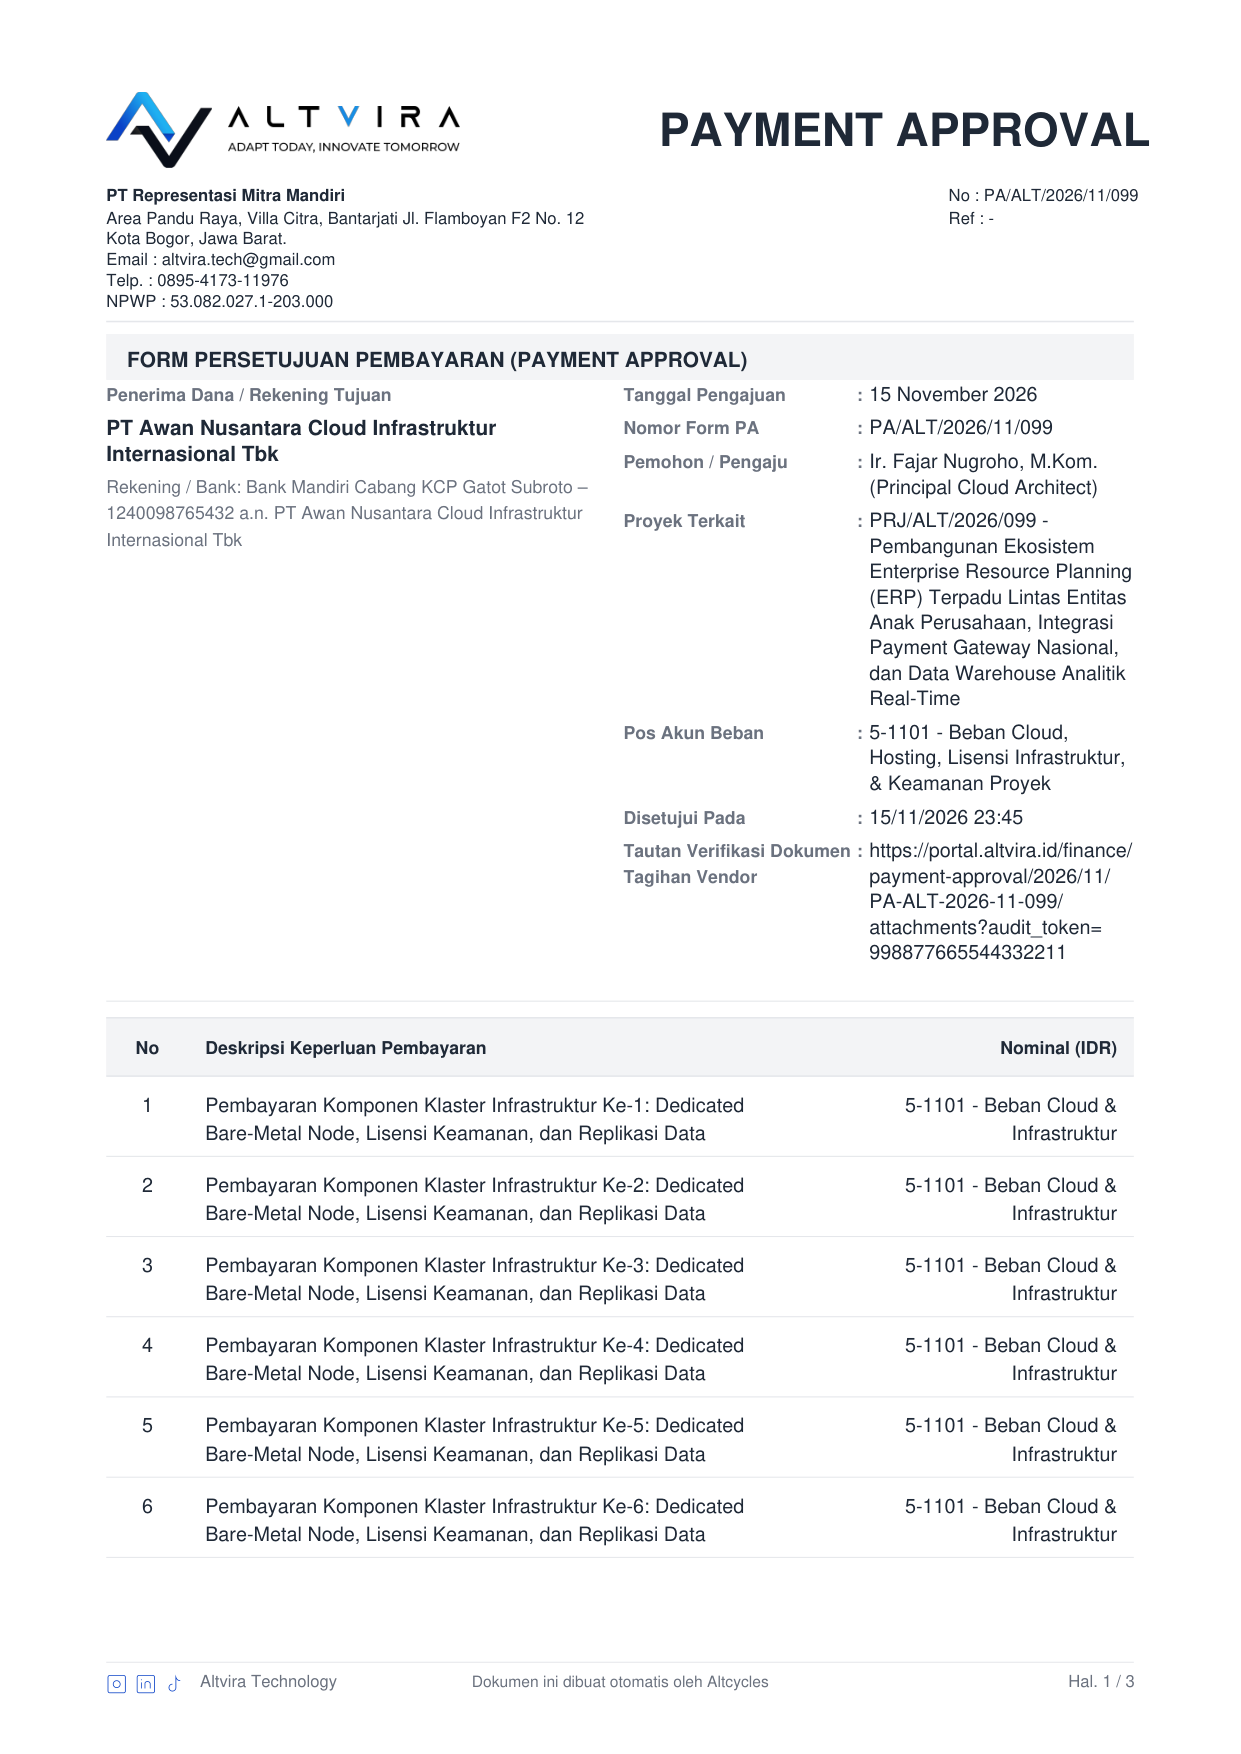 ALTVIRA
ADAPT TODAY, INNOVATE TOMORROW
PAYMENT APPROVAL
PT Representasi Mitra Mandiri
Area Pandu Raya, Villa Citra, Bantarjati Jl. Flamboyan F2 No. 12
Kota Bogor, Jawa Barat.
Email : altvira.tech@gmail.com
Telp. : 0895-4173-11976
NPWP : 53.082.027.1-203.000
No : PA/ALT/2026/11/099
Ref : -
FORM PERSETUJUAN PEMBAYARAN (PAYMENT APPROVAL)
Penerima Dana / Rekening Tujuan
PT Awan Nusantara Cloud Infrastruktur
Internasional Tbk
Rekening / Bank: Bank Mandiri Cabang KCP Gatot Subroto –
1240098765432 a.n. PT Awan Nusantara Cloud Infrastruktur
Internasional Tbk
Tanggal Pengajuan : 15 November 2026
Nomor Form PA : PA/ALT/2026/11/099
Pemohon / Pengaju : Ir. Fajar Nugroho, M.Kom.
(Principal Cloud Architect)
Proyek Terkait : PRJ/ALT/2026/099 -
Pembangunan Ekosistem
Enterprise Resource Planning
(ERP) Terpadu Lintas Entitas
Anak Perusahaan, Integrasi
Payment Gateway Nasional,
dan Data Warehouse Analitik
Real-Time
Pos Akun Beban : 5-1101 - Beban Cloud,
Hosting, Lisensi Infrastruktur,
& Keamanan Proyek
Disetujui Pada : 15/11/2026 23:45
Tautan Verifikasi Dokumen : https://portal.altvira.id/finance/
Tagihan Vendor payment-approval/2026/11/
PA-ALT-2026-11-099/
attachments?audit_token=
998877665544332211
No Deskripsi Keperluan Pembayaran Nominal (IDR)
1 Pembayaran Komponen Klaster Infrastruktur Ke-1: Dedicated 5-1101 - Beban Cloud &
Bare-Metal Node, Lisensi Keamanan, dan Replikasi Data Infrastruktur
2 Pembayaran Komponen Klaster Infrastruktur Ke-2: Dedicated 5-1101 - Beban Cloud &
Bare-Metal Node, Lisensi Keamanan, dan Replikasi Data Infrastruktur
3 Pembayaran Komponen Klaster Infrastruktur Ke-3: Dedicated 5-1101 - Beban Cloud &
Bare-Metal Node, Lisensi Keamanan, dan Replikasi Data Infrastruktur
4 Pembayaran Komponen Klaster Infrastruktur Ke-4: Dedicated 5-1101 - Beban Cloud &
Bare-Metal Node, Lisensi Keamanan, dan Replikasi Data Infrastruktur
5 Pembayaran Komponen Klaster Infrastruktur Ke-5: Dedicated 5-1101 - Beban Cloud &
Bare-Metal Node, Lisensi Keamanan, dan Replikasi Data Infrastruktur
6 Pembayaran Komponen Klaster Infrastruktur Ke-6: Dedicated 5-1101 - Beban Cloud &
Bare-Metal Node, Lisensi Keamanan, dan Replikasi Data Infrastruktur
Altvira Technology Dokumen ini dibuat otomatis oleh Altcycles Hal. 1 / 3